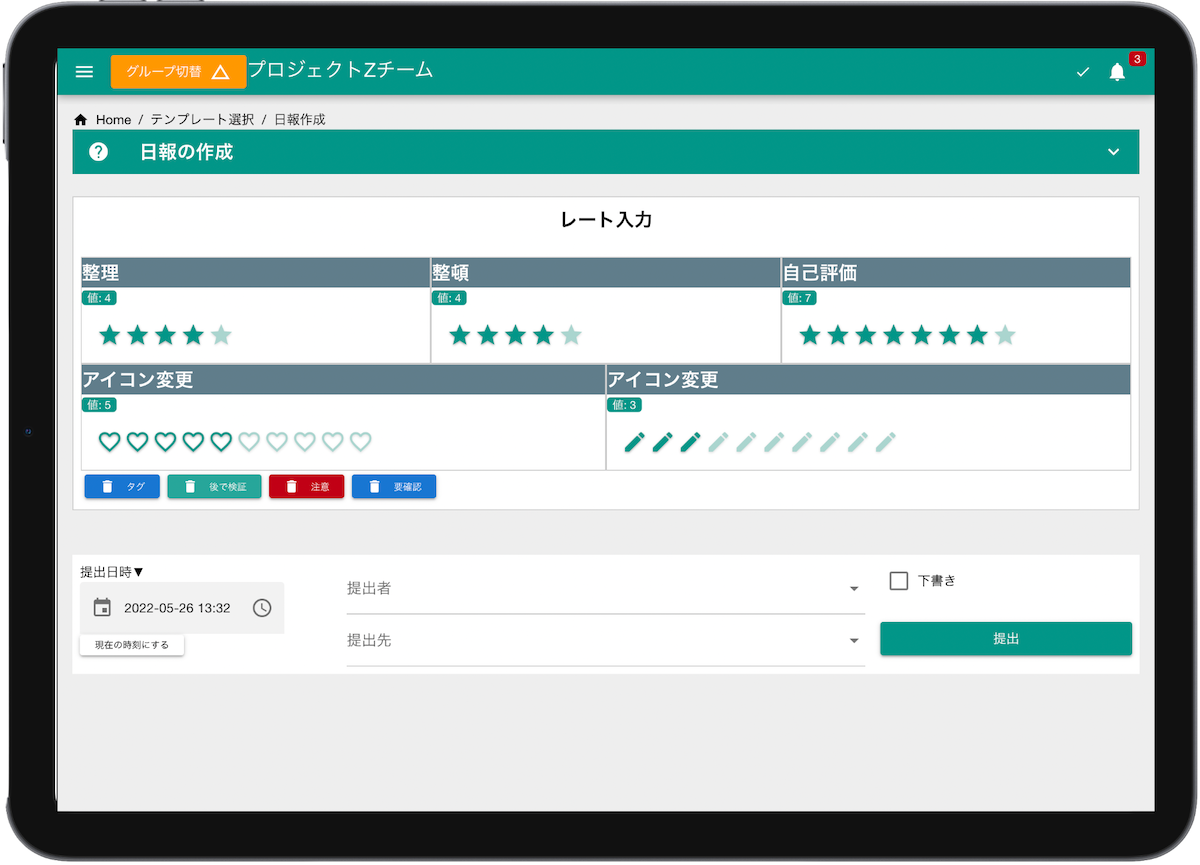 グループ切替 プロジェクトZチーム 3
Home / テンプレート選択 / 日報作成
? 日報の作成
レート入力
整理 整頓 自己評価
値: 4 値: 4 値: 7
アイコン変更 アイコン変更
値: 5 値: 3
タグ 後で検証 注意 要確認
提出日時▼
提出者 下書き
2022-05-26 13:32
提出先 提出
現在の時刻にする